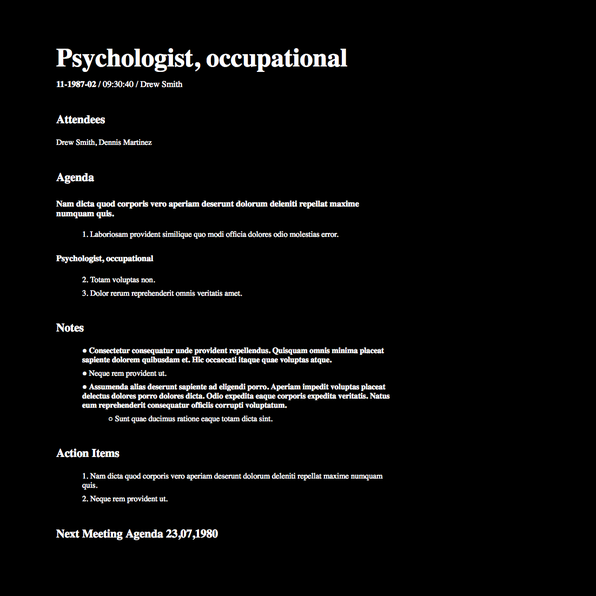 Psychologist, occupational
11-1987-02 / 09:30:40 / Drew Smith
Attendees
Drew Smith, Dennis Martinez
Agenda
Nam dicta quod corporis vero aperiam deserunt dolorum deleniti repellat maxime
numquam quis.
1. Laboriosam provident similique quo modi officia dolores odio molestias error.
Psychologist, occupational
2. Totam voluptas non.
3. Dolor rerum reprehenderit omnis veritatis amet.
Notes
● Consectetur consequatur unde provident repellendus. Quisquam omnis minima placeat
sapiente dolorem quibusdam et. Hic occaecati itaque quae voluptas atque.
● Neque rem provident ut.
● Assumenda alias deserunt sapiente ad eligendi porro. Aperiam impedit voluptas placeat
delectus dolores porro dolores dicta. Odio expedita eaque corporis expedita veritatis. Natus
eum reprehenderit consequatur officiis corrupti voluptatum.
○ Sunt quae ducimus ratione eaque totam dicta sint.
Action Items
1. Nam dicta quod corporis vero aperiam deserunt dolorum deleniti repellat maxime numquam
quis.
2. Neque rem provident ut.
Next Meeting Agenda 23,07,1980